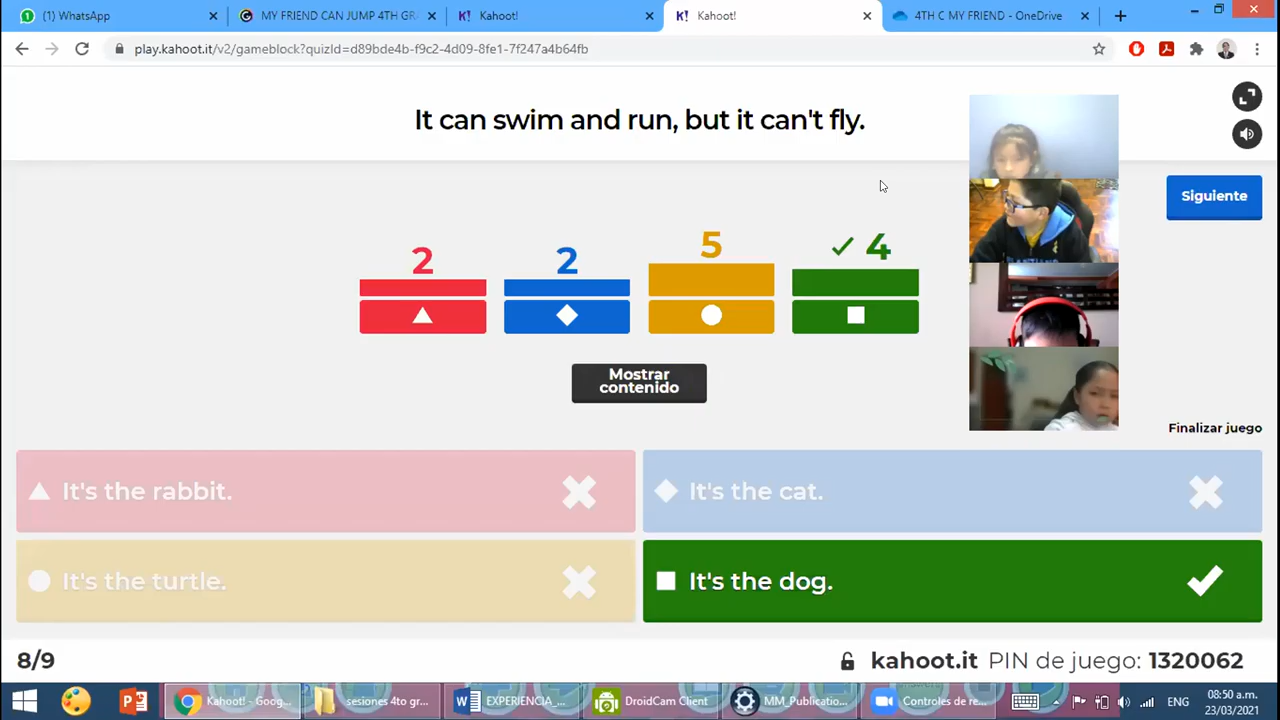 (1) WhatsApp
MY FRIEND CAN JUMP 4TH GR
K! Kahoot!
K! Kahoot!
4TH C MY FRIEND - OneDrive
play.kahoot.it/v2/gameblock?quizId=d89bde4b-f9c2-4d09-8fe1-7f247a4b64fb
It can swim and run, but it can't fly.
Siguiente
2
2
5
4
Mostrar
contenido
Finalizar juego
It's the rabbit.
It's the cat.
It's the turtle.
It's the dog.
8/9
kahoot.it PIN de juego: 1320062
Kahoot! - Goog...
sesiones 4to gr...
EXPERIENCIA_...
DroidCam Client
MM_Publicatio...
Controles de re...
ENG
08:50 a.m.
23/03/2021